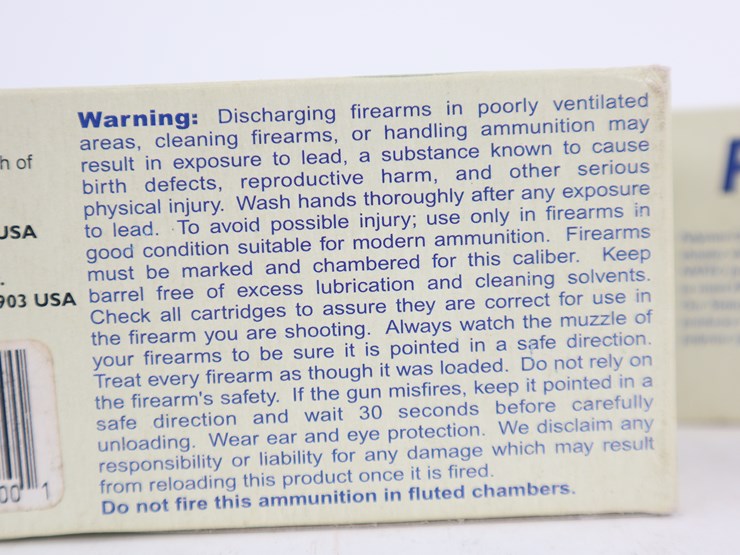 Warning: Discharging firearms in poorly ventilated
areas, cleaning firearms, or handling ammunition may
result in exposure to lead, a substance known to cause
birth defects, reproductive harm, and other serious
physical injury. Wash hands thoroughly after any exposure
to lead. To avoid possible injury; use only in firearms in
good condition suitable for modern ammunition. Firearms
must be marked and chambered for this caliber. Keep
barrel free of excess lubrication and cleaning solvents.
Check all cartridges to assure they are correct for use in
the firearm you are shooting. Always watch the muzzle of
your firearms to be sure it is pointed in a safe direction.
Treat every firearm as though it was loaded. Do not rely on
the firearm's safety. If the gun misfires, keep it pointed in a
safe direction and wait 30 seconds before carefully
unloading. Wear ear and eye protection. We disclaim any
responsibility or liability for any damage which may result
from reloading this product once it is fired.
Do not fire this ammunition in fluted chambers.
h of
USA
903 USA
00 1